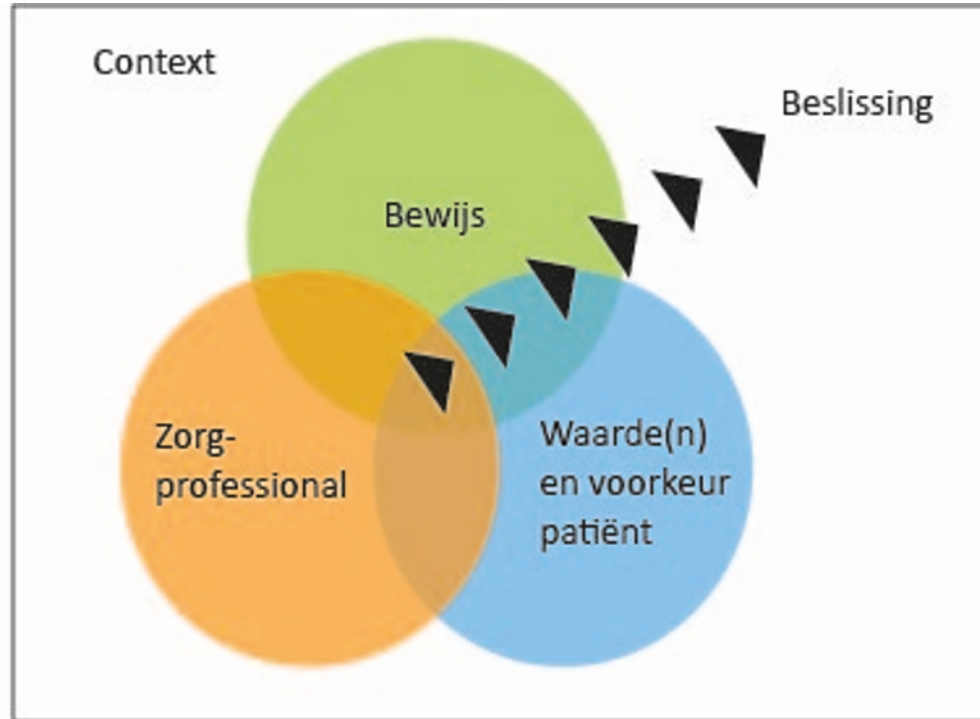 Context
Beslissing
Bewijs
Zorg-
professional
Waarde(n)
en voorkeur
patiënt